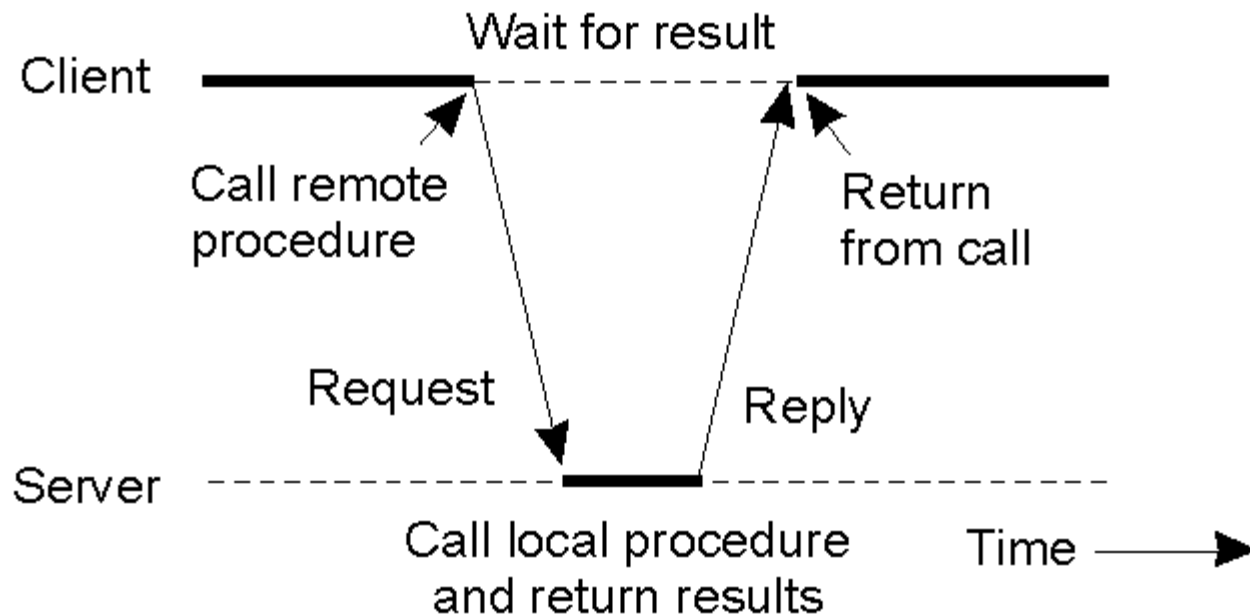 Wait for result
Client
Call remote
procedure
Return
from call
Request
Reply
Server
Call local procedure
and return results
Time